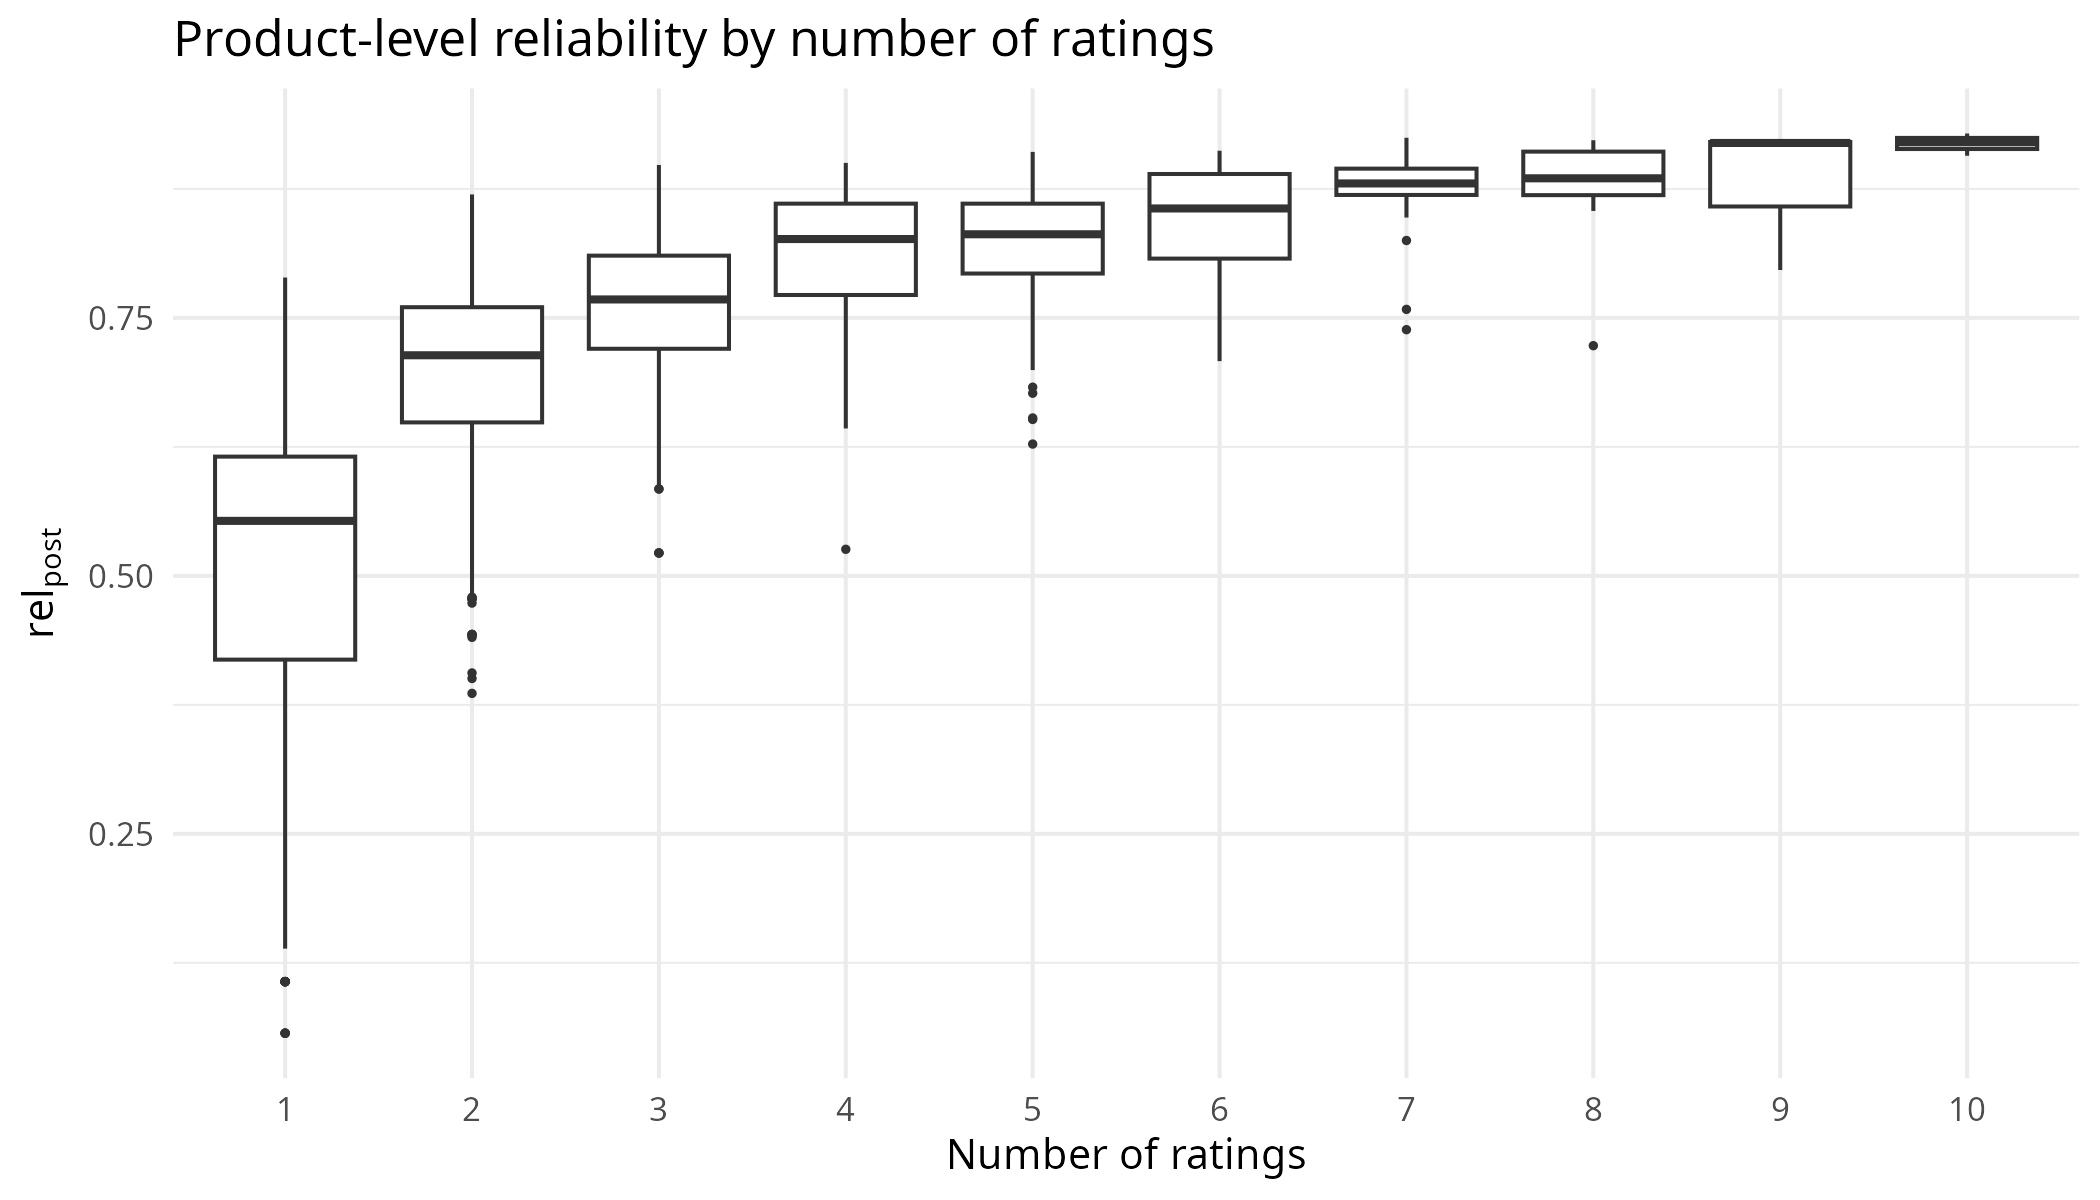 Product-level reliability by number of ratings
rel_post
0.75
0.50
0.25
1 2 3 4 5 6 7 8 9 10
Number of ratings